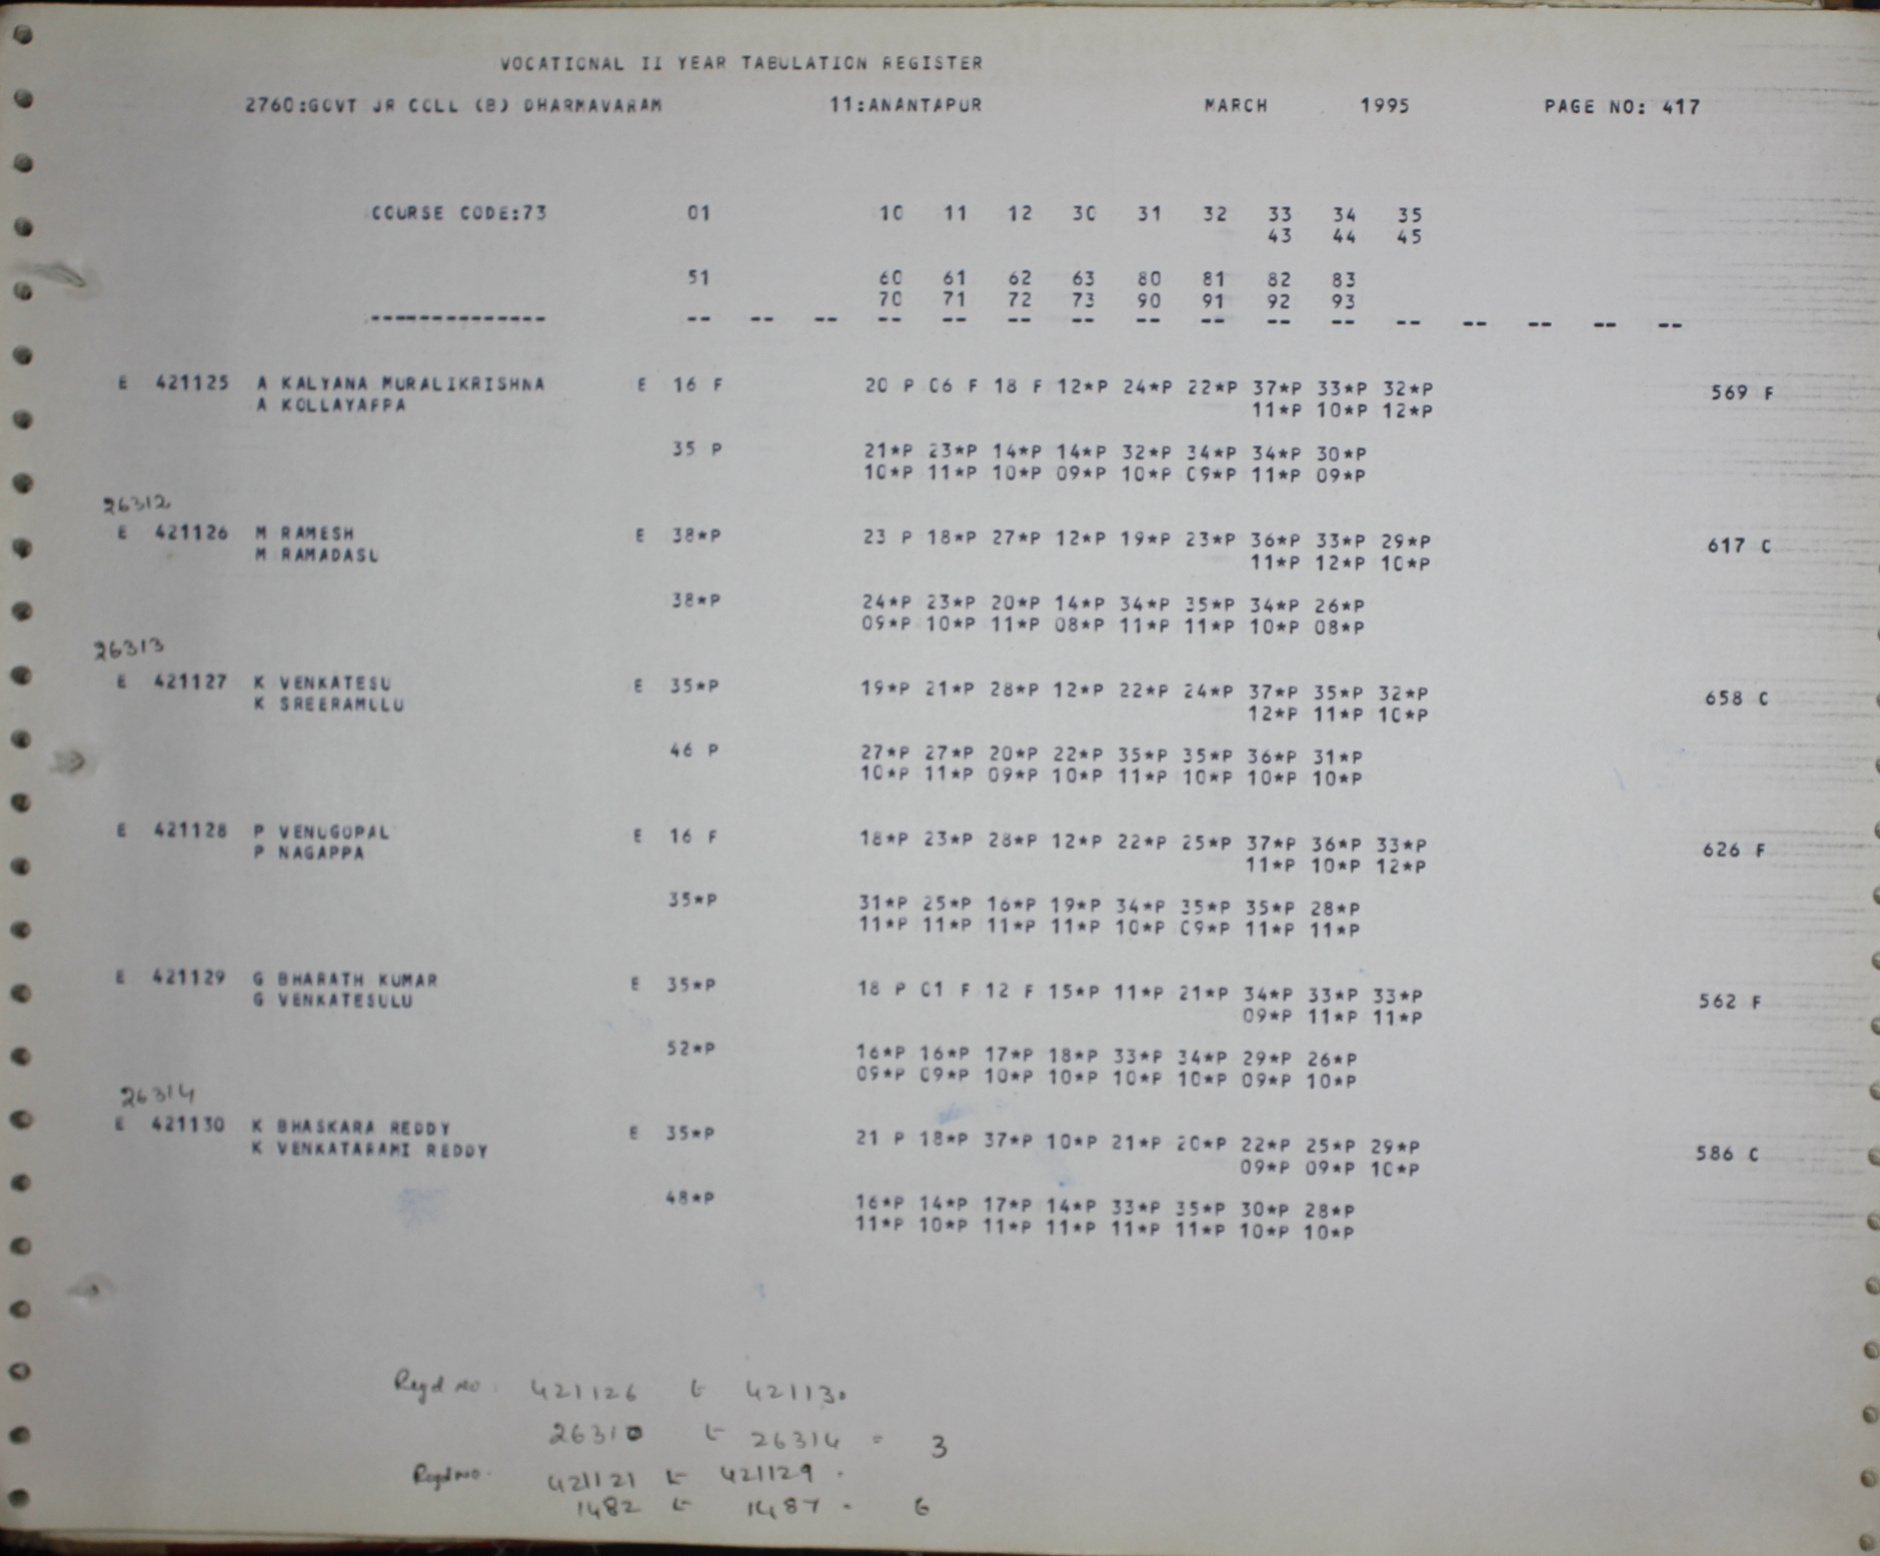 VOCATIONAL II YEAR TABULATION REGISTER
2760:GOVT JR COLL (B) DHARMAVARAM 11:ANANTAPUR MARCH 1995 PAGE NO: 417
COURSE CODE:73 01 10 11 12 30 31 32 33 34 35
43 44 45
51 60 61 62 63 80 81 82 83
70 71 72 73 90 91 92 93
-------------- -- -- -- -- -- -- -- -- -- -- -- -- -- -- -- --
E 421125 A KALYANA MURALIKRISHNA E 16 F 20 P 06 F 18 F 12*P 24*P 22*P 37*P 33*P 32*P 569 F
A KOLLAYAPPA 11*P 10*P 12*P
35 P 21*P 23*P 14*P 14*P 32*P 34*P 34*P 30*P
10*P 11*P 10*P 09*P 10*P 09*P 11*P 09*P
26312
E 421126 M RAMESH E 38*P 23 P 18*P 27*P 12*P 19*P 23*P 36*P 33*P 29*P 617 C
M RAMADASU 11*P 12*P 10*P
38*P 24*P 23*P 20*P 14*P 34*P 35*P 34*P 26*P
09*P 10*P 11*P 08*P 11*P 11*P 10*P 08*P
26313
E 421127 K VENKATESU E 35*P 19*P 21*P 28*P 12*P 22*P 24*P 37*P 35*P 32*P 658 C
K SREERAMULU 12*P 11*P 10*P
46 P 27*P 27*P 20*P 22*P 35*P 35*P 36*P 31*P
10*P 11*P 09*P 10*P 11*P 10*P 10*P 10*P
E 421128 P VENUGOPAL E 16 F 18*P 23*P 28*P 12*P 22*P 25*P 37*P 36*P 33*P 626 F
P NAGAPPA 11*P 10*P 12*P
35*P 31*P 25*P 16*P 19*P 34*P 35*P 35*P 28*P
11*P 11*P 11*P 11*P 10*P 09*P 11*P 11*P
E 421129 G BHARATH KUMAR E 35*P 18 P 01 F 12 F 15*P 11*P 21*P 34*P 33*P 33*P 562 F
G VENKATESULU 09*P 11*P 11*P
52*P 16*P 16*P 17*P 18*P 33*P 34*P 29*P 26*P
09*P 09*P 10*P 10*P 10*P 10*P 09*P 10*P
26314
E 421130 K BHASKARA REDDY E 35*P 21 P 18*P 37*P 10*P 21*P 20*P 22*P 25*P 29*P 586 C
K VENKATARAMI REDDY 09*P 09*P 10*P
48*P 16*P 14*P 17*P 14*P 33*P 35*P 30*P 28*P
11*P 10*P 11*P 11*P 11*P 11*P 10*P 10*P
Regd No. 421126 t 421130
26310 t 26314 = 3
Regd No. 421121 t 421129 .
1482 t 1487 - 6